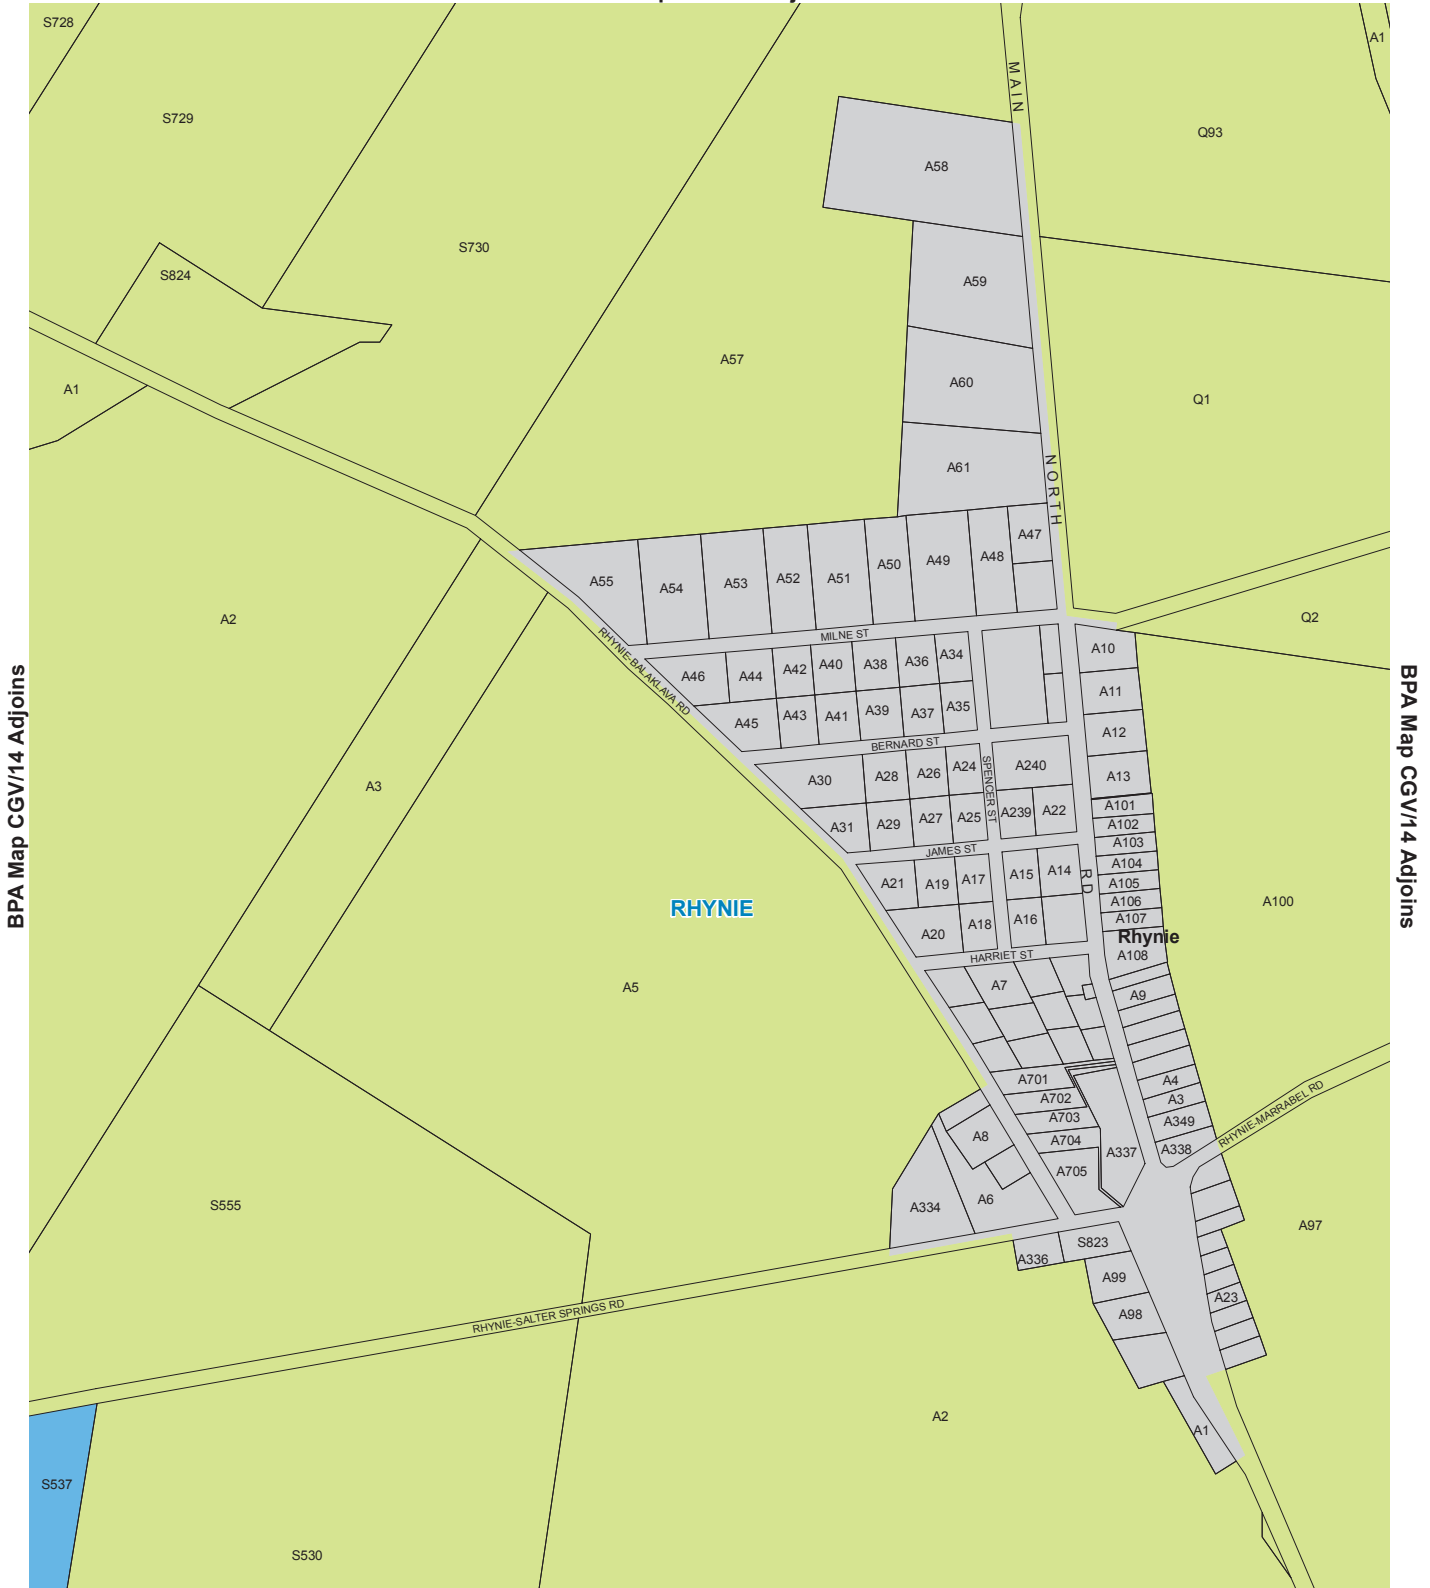 S728
A1
MAIN
S729
Q93
A58
S730
S824
A59
A57
A60
A1
Q1
A61
NORTH
A47
A48
A49
A50
A51
A52
A53
A54
A55
A2
Q2
MILNE ST
RHYNIE-BALAKLAVA RD
A34
A36
A38
A40
A42
A44
A46
A10
A11
A35
A37
A39
A41
A43
A45
A12
BERNARD ST
SPENCER ST
A24
A26
A28
A30
A240
A13
A3
A101
A102
A239
A22
A25
A27
A29
A31
A103
JAMES ST
A104
A15
A14
RD
A17
A19
A21
A105
A106
A107
A16
A18
A20
RHYNIE
A100
Rhynie
A108
HARRIET ST
A7
A9
A5
BPA Map CGV/14 Adjoins
BPA Map CGV/14 Adjoins
A701
A702
A703
A704
A705
A4
A3
A349
A338
RHYNIE-MARRABEL RD
A337
A8
A6
A334
S555
A97
S823
A336
A99
A98
A23
RHYNIE-SALTER SPRINGS RD
A2
A1
S537
S530